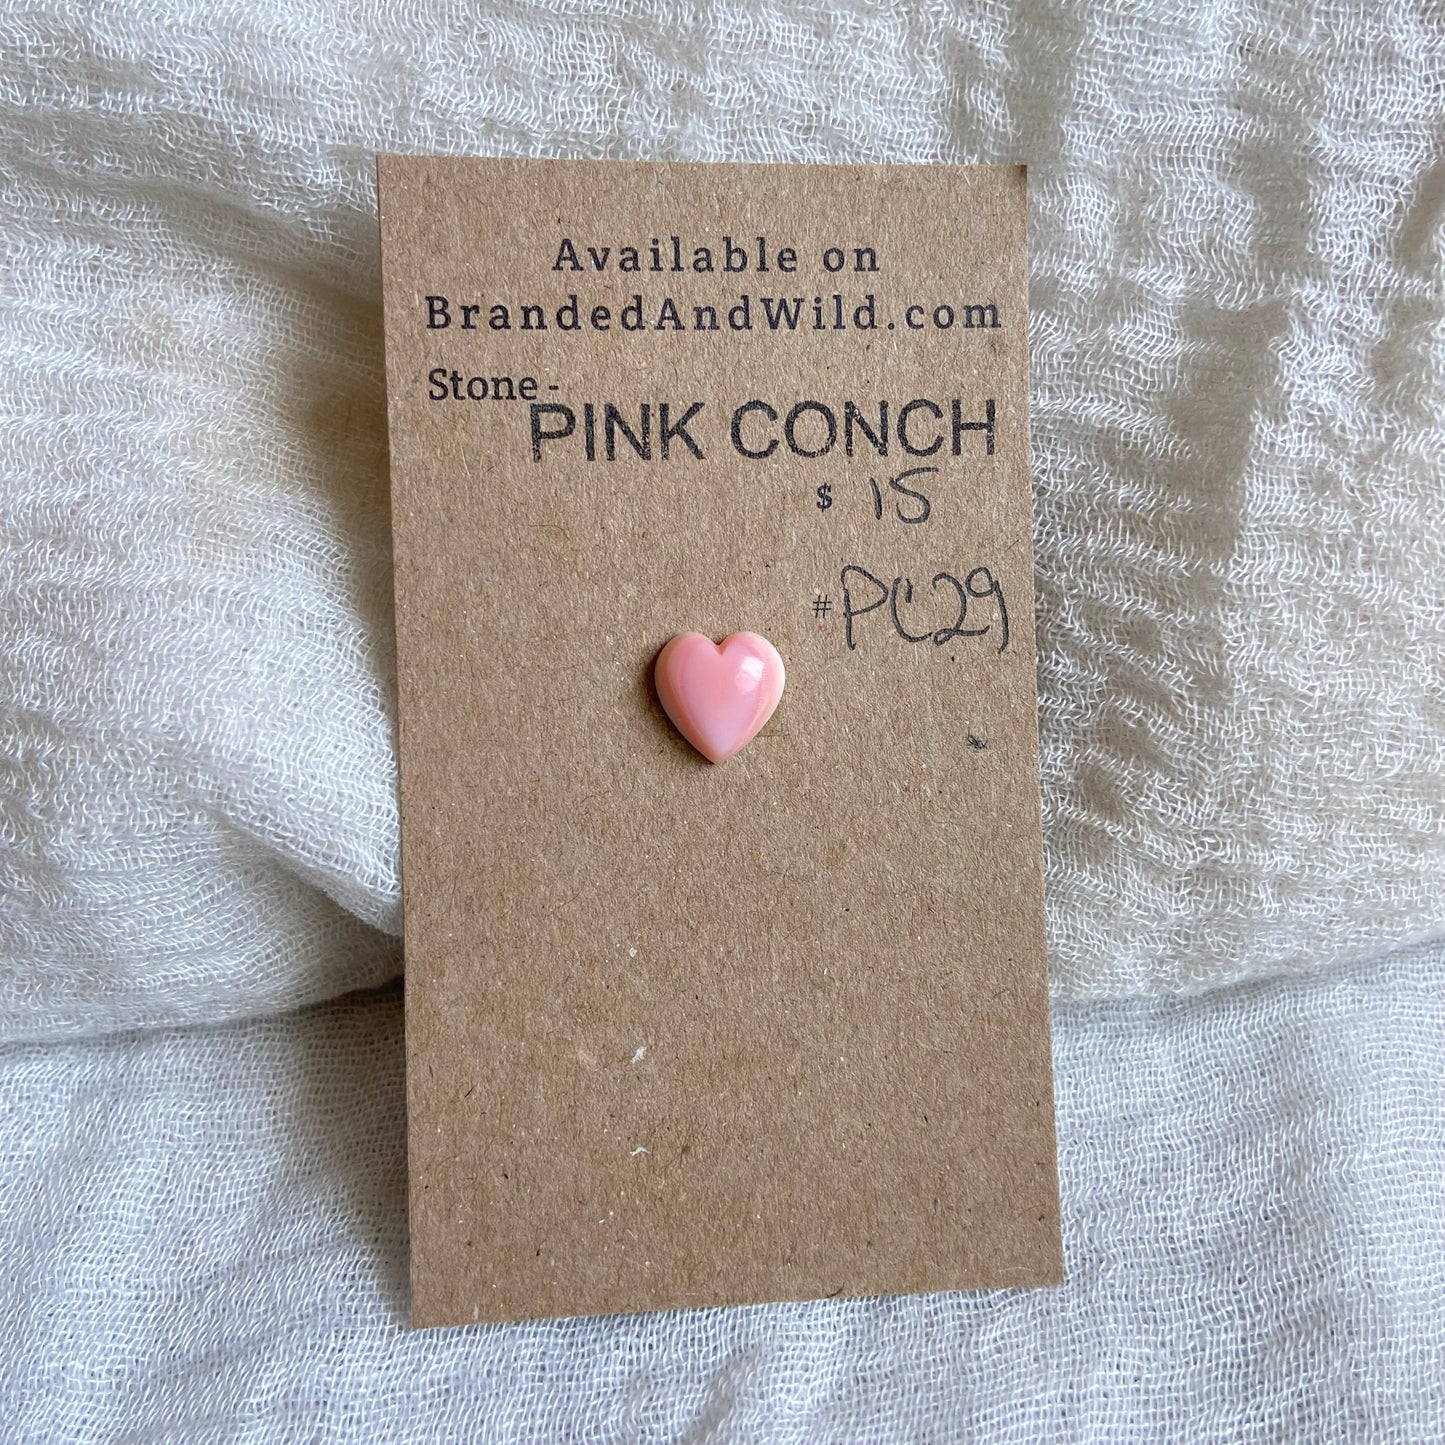 Available on
BrandedAndWild.com
Stone - PINK CONCH
$ 15
# PC29